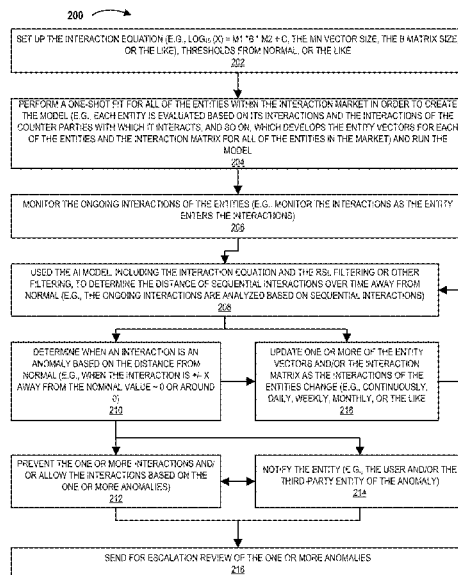 200
SET UP THE INTERACTION EQUATION (E.G., LOG10 (X) = M1 * B * M2 + C, THE MN VECTOR SIZE, THE B MATRIX SIZE
OR THE LIKE), THRESHOLDS FROM NORMAL, OR THE LIKE
202
PERFORM A ONE-SHOT FIT FOR ALL OF THE ENTITIES WITHIN THE INTERACTION MARKET IN ORDER TO CREATE
THE MODEL (E.G., EACH ENTITY IS EVALUATED BASED ON ITS INTERACTIONS AND THE INTERACTIONS OF THE
COUNTER PARTIES WITH WHICH IT INTERACTS, AND SO ON, WHICH DEVELOPS THE ENTITY VECTORS FOR EACH
OF THE ENTITIES AND THE INTERACTION MATRIX FOR ALL OF THE ENTITIES IN THE MARKET) AND RUN THE
MODEL
204
MONITOR THE ONGOING INTERACTIONS OF THE ENTITIES (E.G., MONITOR THE INTERACTIONS AS THE ENTITY
ENTERS THE INTERACTIONS)
206
USED THE AI MODEL, INCLUDING THE INTERACTION EQUATION AND THE RSL FILTERING OR OTHER
FILTERING, TO DETERMINE THE DISTANCE OF SEQUENTIAL INTERACTIONS OVER TIME AWAY FROM
NORMAL (E.G., THE ONGOING INTERACTIONS ARE ANALYZED BASED ON SEQUENTIAL INTERACTIONS)
208
DETERMINE WHEN AN INTERACTION IS AN
ANOMALY BASED ON THE DISTANCE FROM
NORMAL (E.G., WHEN THE INTERACTION IS +/- X
AWAY FROM THE NOMINAL VALUE ~ 0 OR AROUND
0)
210
UPDATE ONE OR MORE OF THE ENTITY
VECTORS AND/OR THE INTERACTION
MATRIX AS THE INTERACTIONS OF THE
ENTITIES CHANGE (E.G., CONTINUOUSLY,
DAILY, WEEKLY, MONTHLY, OR THE LIKE
218
PREVENT THE ONE OR MORE INTERACTIONS AND/
OR ALLOW THE INTERACTIONS BASED ON THE
ONE OR MORE ANOMALIES)
212
NOTIFY THE ENTITY (E.G., THE USER AND/OR THE
THIRD-PARTY ENTITY OF THE ANOMALY)
214
SEND FOR ESCALATION REVIEW OF THE ONE OR MORE ANOMALIES
216